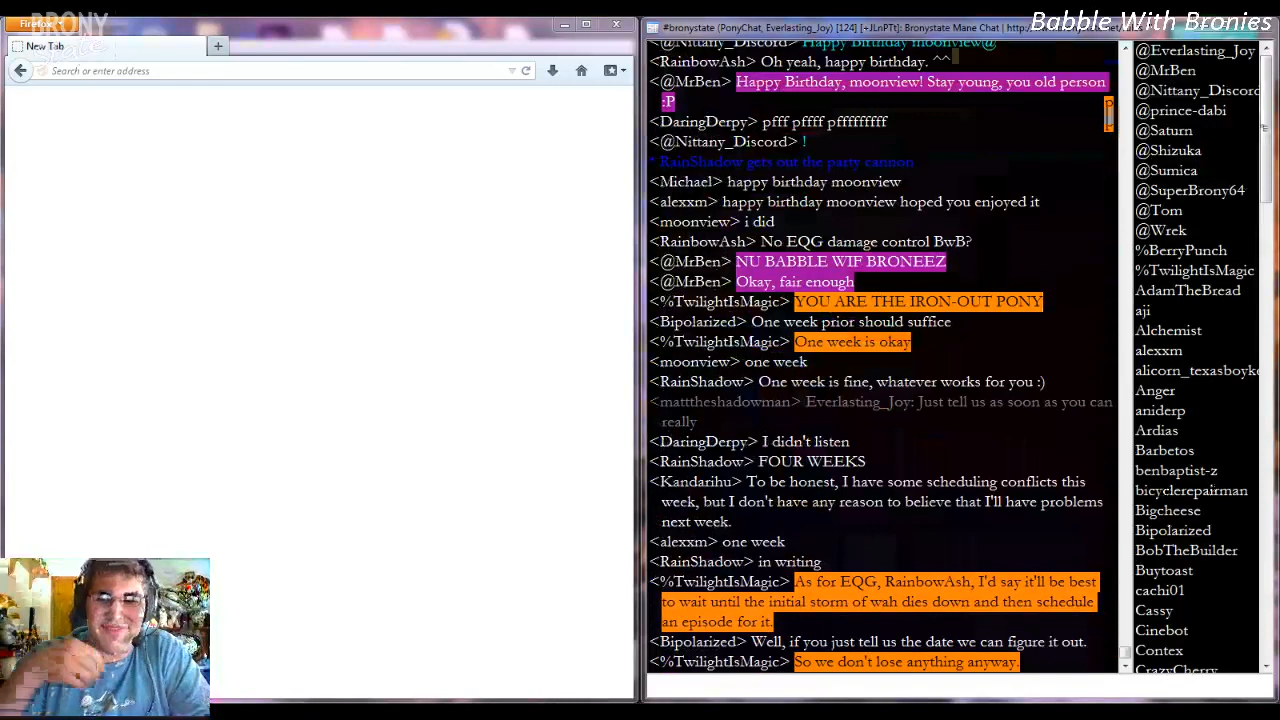 BRONY
Firefox
New Tab
Search or enter address
Babble With Bronies
#bronystate (PonyChat, Everlasting_Joy) [124] [+JLnPTt]: Bronystate Mane Chat | http://
<@Nittany_Discord> Happy Birthday moonview@
<RainbowAsh> Oh yeah, happy birthday. ^^
<@MrBen> Happy Birthday, moonview! Stay young, you old person
:P
<DaringDerpy> pfff pffff pfffffffff
<@Nittany_Discord> !
* RainShadow gets out the party cannon
<Michael> happy birthday moonview
<alexxm> happy birthday moonview hoped you enjoyed it
<moonview> i did
<RainbowAsh> No EQG damage control BwB?
<@MrBen> NU BABBLE WIF BRONEEZ
<@MrBen> Okay, fair enough
<%TwilightIsMagic> YOU ARE THE IRON-OUT PONY
<Bipolarized> One week prior should suffice
<%TwilightIsMagic> One week is okay
<moonview> one week
<RainShadow> One week is fine, whatever works for you :)
<matttheshadowman> Everlasting_Joy: Just tell us as soon as you can
really
<DaringDerpy> I didn't listen
<RainShadow> FOUR WEEKS
<Kandarihu> To be honest, I have some scheduling conflicts this
week, but I don't have any reason to believe that I'll have problems
next week.
<alexxm> one week
<RainShadow> in writing
<%TwilightIsMagic> As for EQG, RainbowAsh, I'd say it'll be best
to wait until the initial storm of wah dies down and then schedule
an episode for it.
<Bipolarized> Well, if you just tell us the date we can figure it out.
<%TwilightIsMagic> So we don't lose anything anyway.
@Everlasting_Joy
@MrBen
@Nittany_Discord
@prince-dabi
@Saturn
@Shizuka
@Sumica
@SuperBrony64
@Tom
@Wrek
%BerryPunch
%TwilightIsMagic
AdamTheBread
aji
Alchemist
alexxm
alicorn_texasboyke
Anger
aniderp
Ardias
Barbetos
benbaptist-z
bicyclerepairman
Bigcheese
Bipolarized
BobTheBuilder
Buytoast
cachi01
Cassy
Cinebot
Contex
CrazyCherry